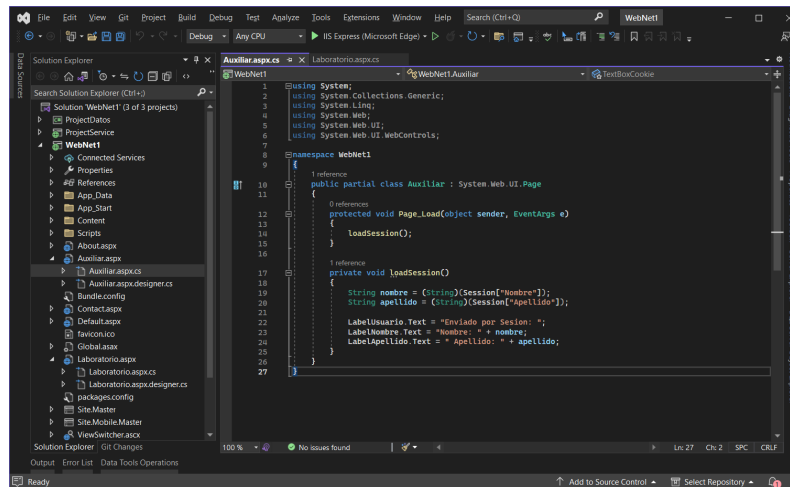 File Edit View Git Project Build Debug Test Analyze Tools Extensions Window Help Search (Ctrl+Q) WebNet1
Debug Any CPU IIS Express (Microsoft Edge)
Data Sources
Solution Explorer
Search Solution Explorer (Ctrl+;)
Solution 'WebNet1' (3 of 3 projects)
ProjectDatos
ProjectService
WebNet1
Connected Services
Properties
References
App_Data
App_Start
Content
Scripts
About.aspx
Auxiliar.aspx
Auxiliar.aspx.cs
Auxiliar.aspx.designer.cs
Bundle.config
Contact.aspx
Default.aspx
favicon.ico
Global.asax
Laboratorio.aspx
Laboratorio.aspx.cs
Laboratorio.aspx.designer.cs
packages.config
Site.Master
Site.Mobile.Master
ViewSwitcher.ascx
Solution Explorer Git Changes
Auxiliar.aspx.cs Laboratorio.aspx.cs
WebNet1 WebNet1.Auxiliar TextBoxCookie
1 using System;
2 using System.Collections.Generic;
3 using System.Linq;
4 using System.Web;
5 using System.Web.UI;
6 using System.Web.UI.WebControls;
7
8 namespace WebNet1
9 {
1 reference
10 public partial class Auxiliar : System.Web.UI.Page
11 {
0 references
12 protected void Page_Load(object sender, EventArgs e)
13 {
14 loadSession();
15 }
16
1 reference
17 private void loadSession()
18 {
19 String nombre = (String)(Session["Nombre"]);
20 String apellido = (String)(Session["Apellido"]);
21
22 LabelUsuario.Text = "Enviado por Sesion: ";
23 LabelNombre.Text = "Nombre: " + nombre;
24 LabelApellido.Text = " Apellido: " + apellido;
25 }
26 }
27 }
100 % No issues found Ln: 27 Ch: 2 SPC CRLF
Output Error List Data Tools Operations
Ready Add to Source Control Select Repository